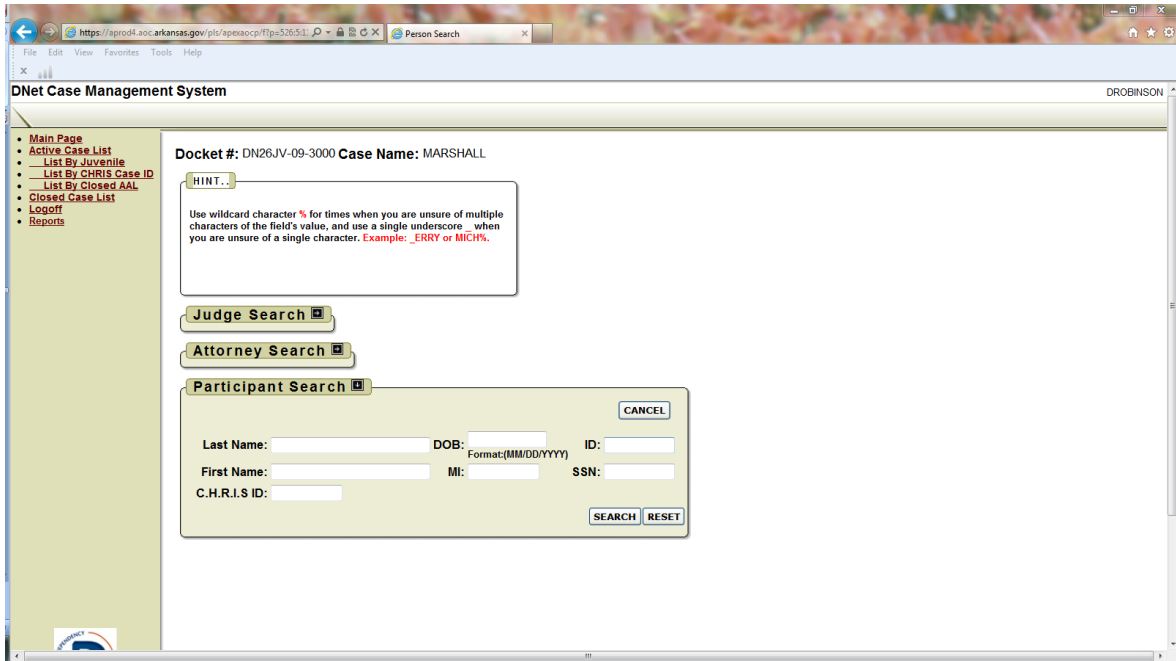 https://aprod4.aoc.arkansas.gov/pls/apexaocp/f?p=526:5:1:
Person Search
File Edit View Favorites Tools Help
DNet Case Management System
DROBINSON
Main Page
Active Case List
List By Juvenile
List By CHRIS Case ID
List By Closed AAL
Closed Case List
Logoff
Reports
Docket #: DN26JV-09-3000 Case Name: MARSHALL
HINT..
Use wildcard character % for times when you are unsure of multiple
characters of the field's value, and use a single underscore _ when
you are unsure of a single character. Example: _ERRY or MICH%.
Judge Search
Attorney Search
Participant Search
CANCEL
Last Name: DOB: ID:
Format:(MM/DD/YYYY)
First Name: MI: SSN:
C.H.R.I.S ID:
SEARCH RESET